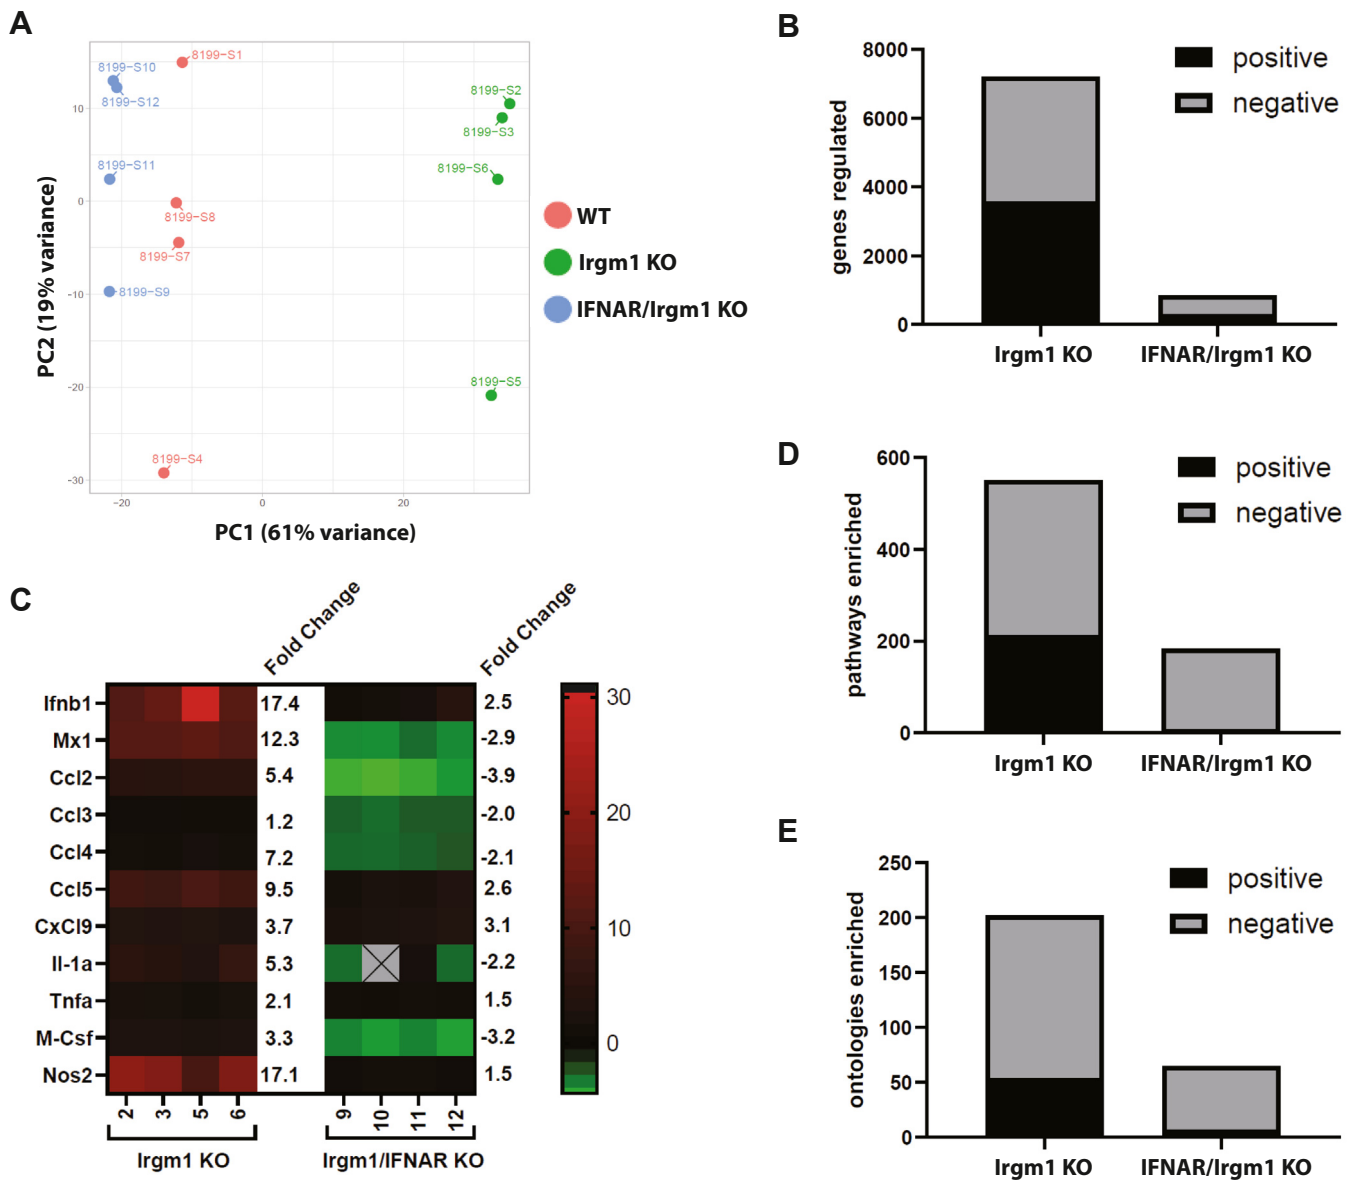 A
8199-S1
8199-S10
8199-S12
8199-S2
8199-S3
8199-S11
8199-S6
8199-S8
8199-S7
8199-S9
8199-S5
8199-S4
10
0
-10
-20
-30
-20
0
20
PC2 (19% variance)
PC1 (61% variance)
WT
Irgm1 KO
IFNAR/Irgm1 KO
B
8000
6000
4000
2000
0
genes regulated
positive
negative
Irgm1 KO
IFNAR/Irgm1 KO
C
Fold Change
Fold Change
Ifnb1 17.4 2.5
Mx1 12.3 -2.9
Ccl2 5.4 -3.9
Ccl3 1.2 -2.0
Ccl4 7.2 -2.1
Ccl5 9.5 2.6
CxCl9 3.7 3.1
Il-1a 5.3 -2.2
Tnfa 2.1 1.5
M-Csf 3.3 -3.2
Nos2 17.1 1.5
2 3 5 6 9 10 11 12
Irgm1 KO
Irgm1/IFNAR KO
30
20
10
0
D
600
400
200
0
pathways enriched
positive
negative
Irgm1 KO
IFNAR/Irgm1 KO
E
250
200
150
100
50
0
ontologies enriched
positive
negative
Irgm1 KO
IFNAR/Irgm1 KO